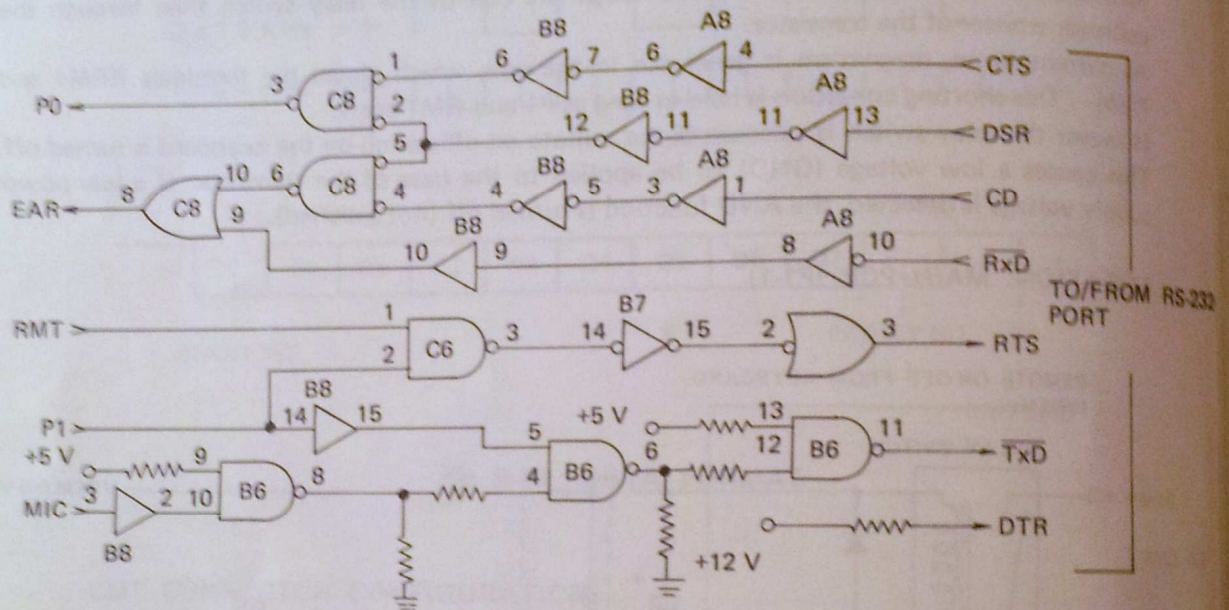 B8 A8
3 C8 1 6 7 6 4 CTS
P0 2 B8 A8
5 12 11 11 13 DSR
10 6 C8 4 B8 A8
8 C8 4 5 3 1 CD
EAR 9 B8 A8
10 9 8 10 RxD
TO/FROM RS-232
PORT
RMT 1 B7
2 C6 3 14 15 2 3 RTS
B8
P1 14 15 +5 V 13
+5 V 9 5 6 12 B6 11 TxD
3 2 10 B6 8 4 B6
MIC DTR
B8 +12 V